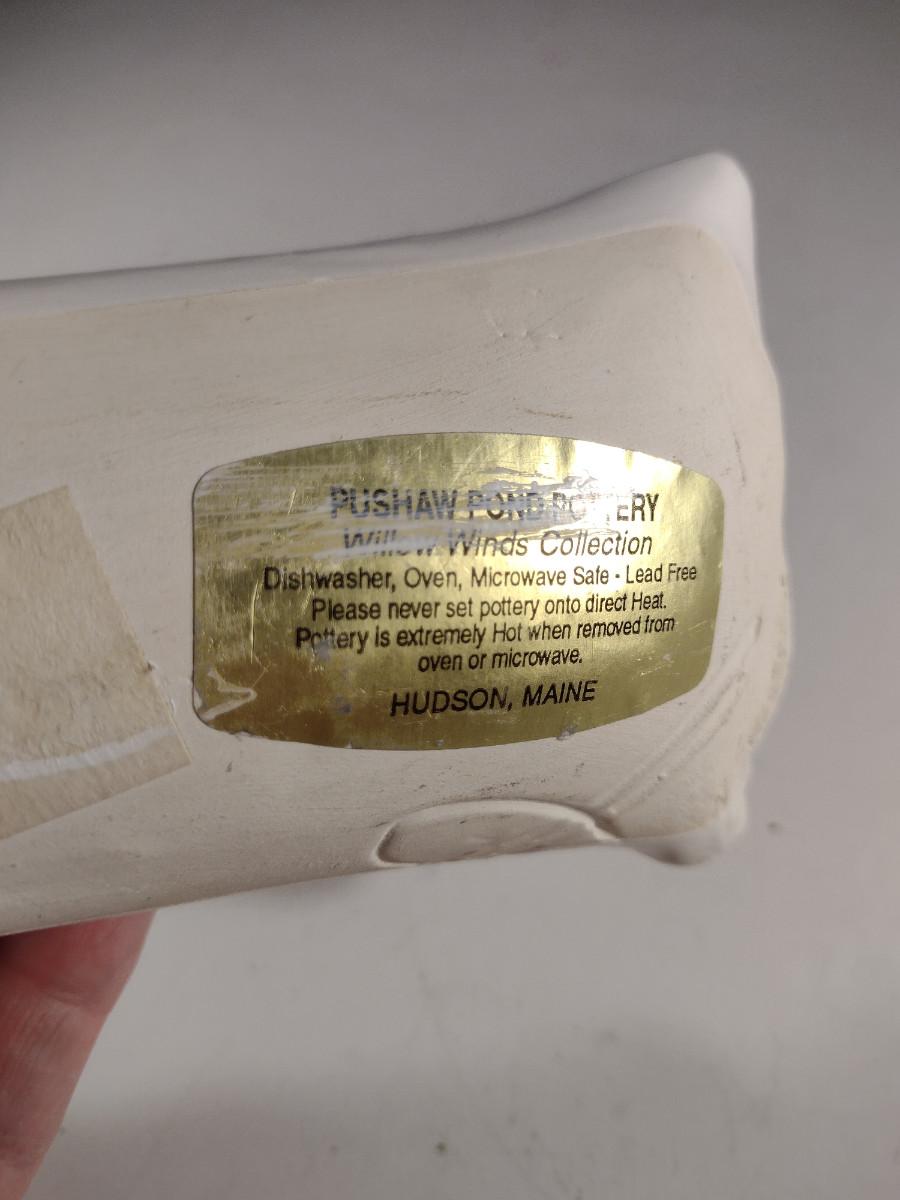 PUSHAW POND POTTERY
Willow Winds Collection
Dishwasher, Oven, Microwave Safe - Lead Free
Please never set pottery onto direct Heat.
Pottery is extremely Hot when removed from
oven or microwave.
HUDSON, MAINE